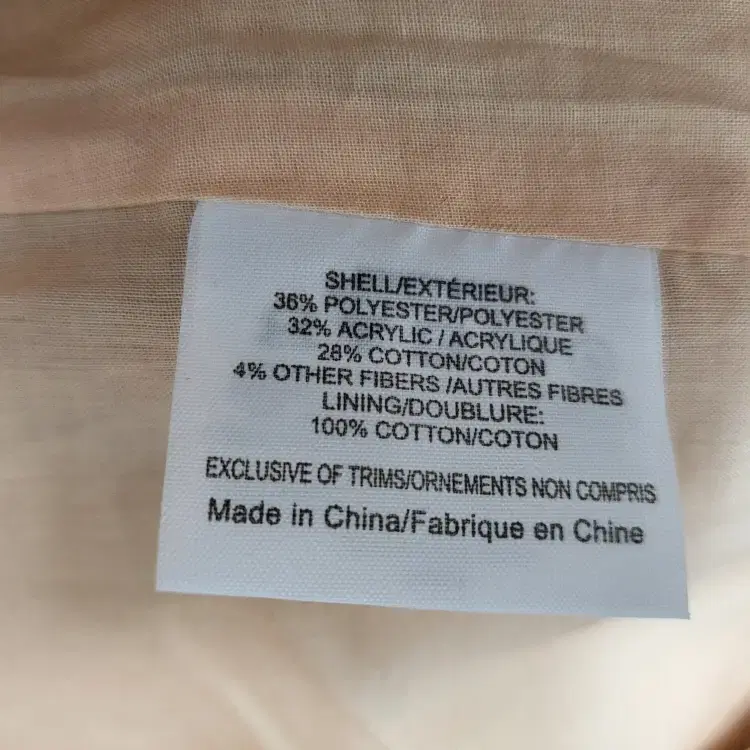 SHELL/EXTÉRIEUR:
36% POLYESTER/POLYESTER
32% ACRYLIC / ACRYLIQUE
28% COTTON/COTON
4% OTHER FIBERS /AUTRES FIBRES
LINING/DOUBLURE:
100% COTTON/COTON
EXCLUSIVE OF TRIMS/ORNEMENTS NON COMPRIS
Made in China/Fabrique en Chine